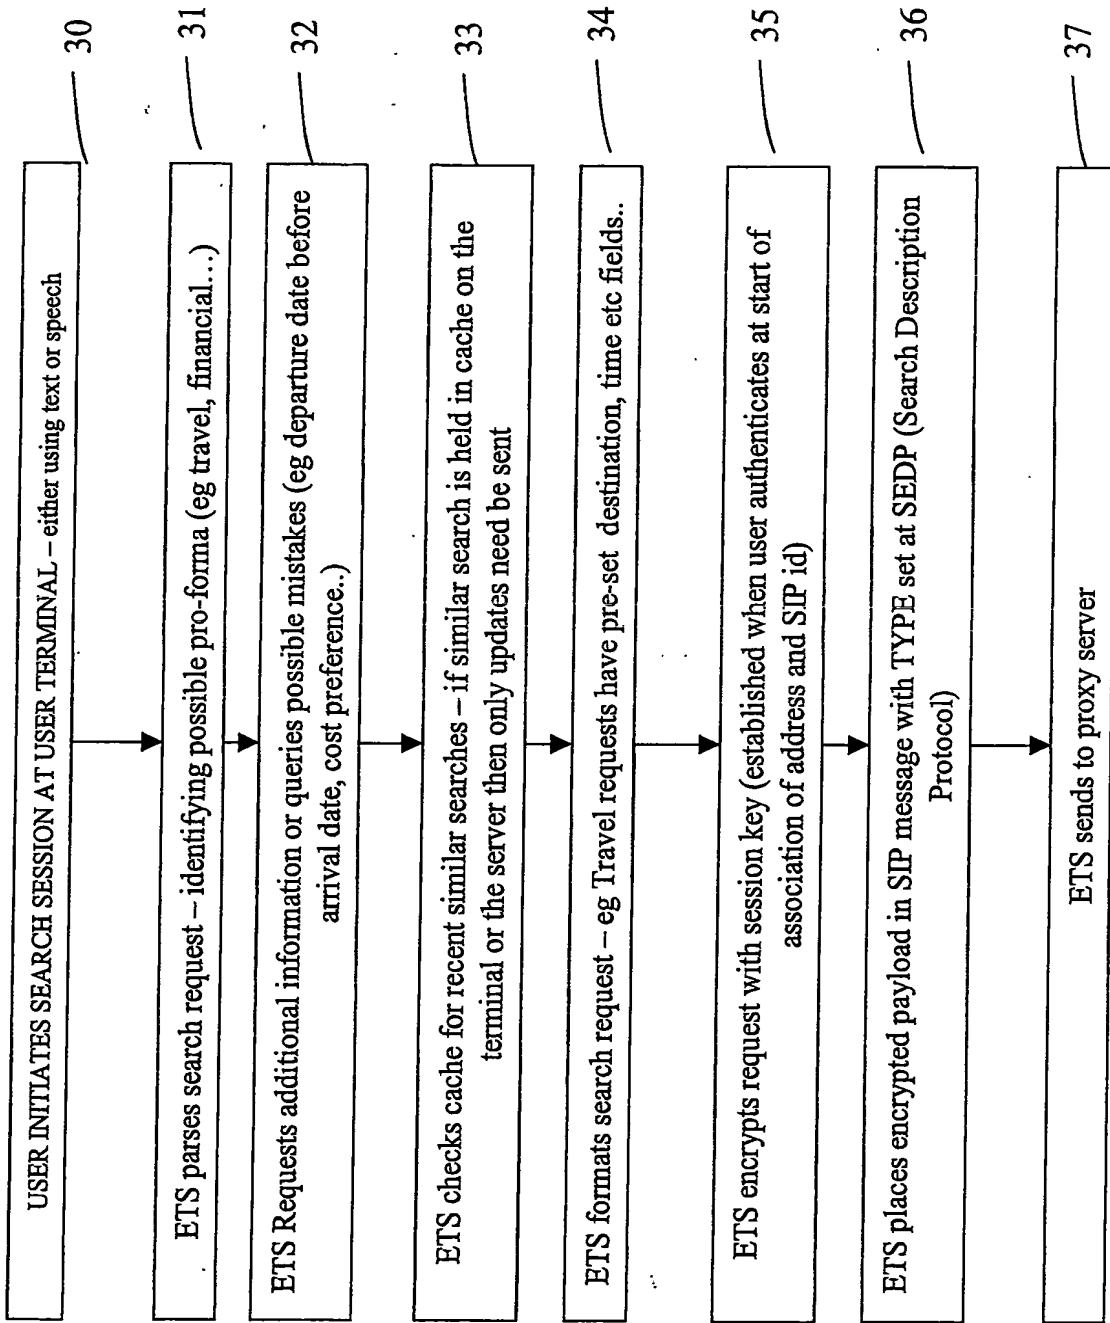 USER INITIATES SEARCH SESSION AT USER TERMINAL – either using text or speech
30
ETS parses search request – identifying possible pro-forma (eg travel, financial...)
31
ETS Requests additional information or queries possible mistakes (eg departure date before
arrival date, cost preference..)
32
ETS checks cache for recent similar searches – if similar search is held in cache on the
terminal or the server then only updates need be sent
33
ETS formats search request – eg Travel requests have pre-set destination, time etc fields..
34
ETS encrypts request with session key (established when user authenticates at start of
association of address and SIP id)
35
ETS places encrypted payload in SIP message with TYPE set at SEDP (Search Description
Protocol)
36
ETS sends to proxy server
37